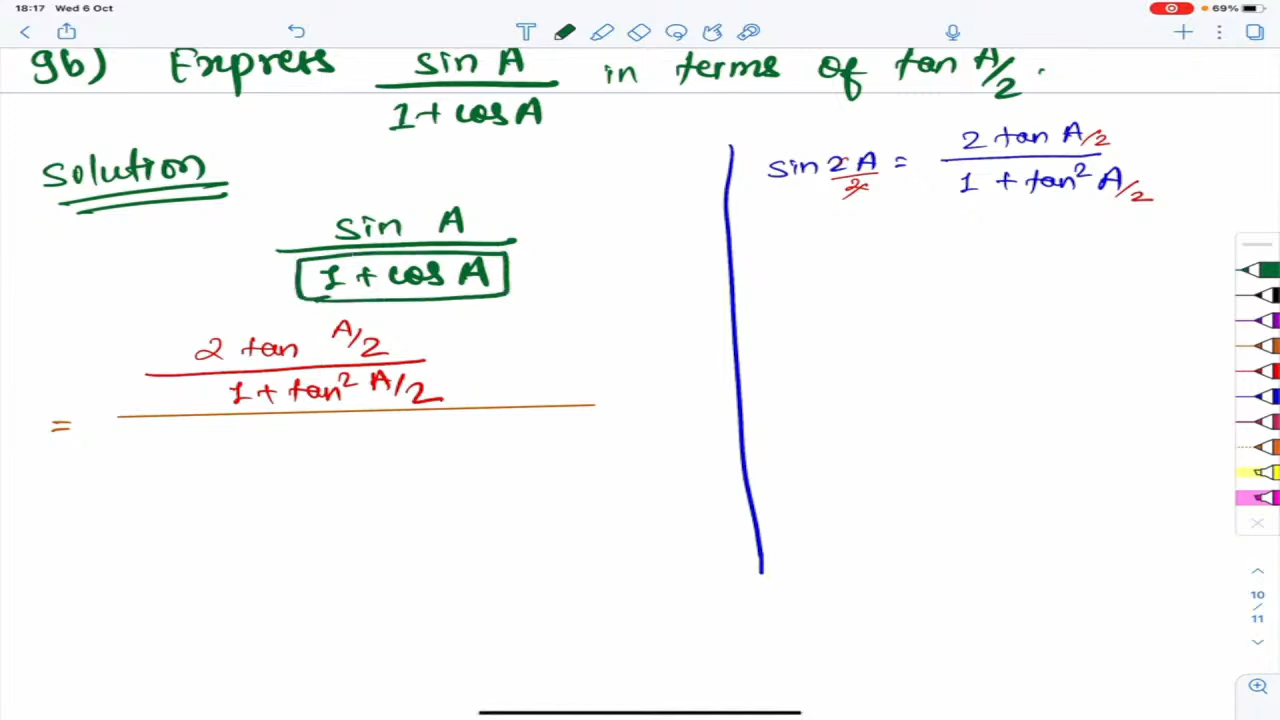 18:17 Wed 6 Oct
69%
9b) Express sin A / 1 + cos A in terms of tan A/2 .
Solution
sin A / 1 + cos A
= 2 tan A/2 / 1 + tan² A/2
sin 2A/2 = 2 tan A/2 / 1 + tan² A/2
10
/
11